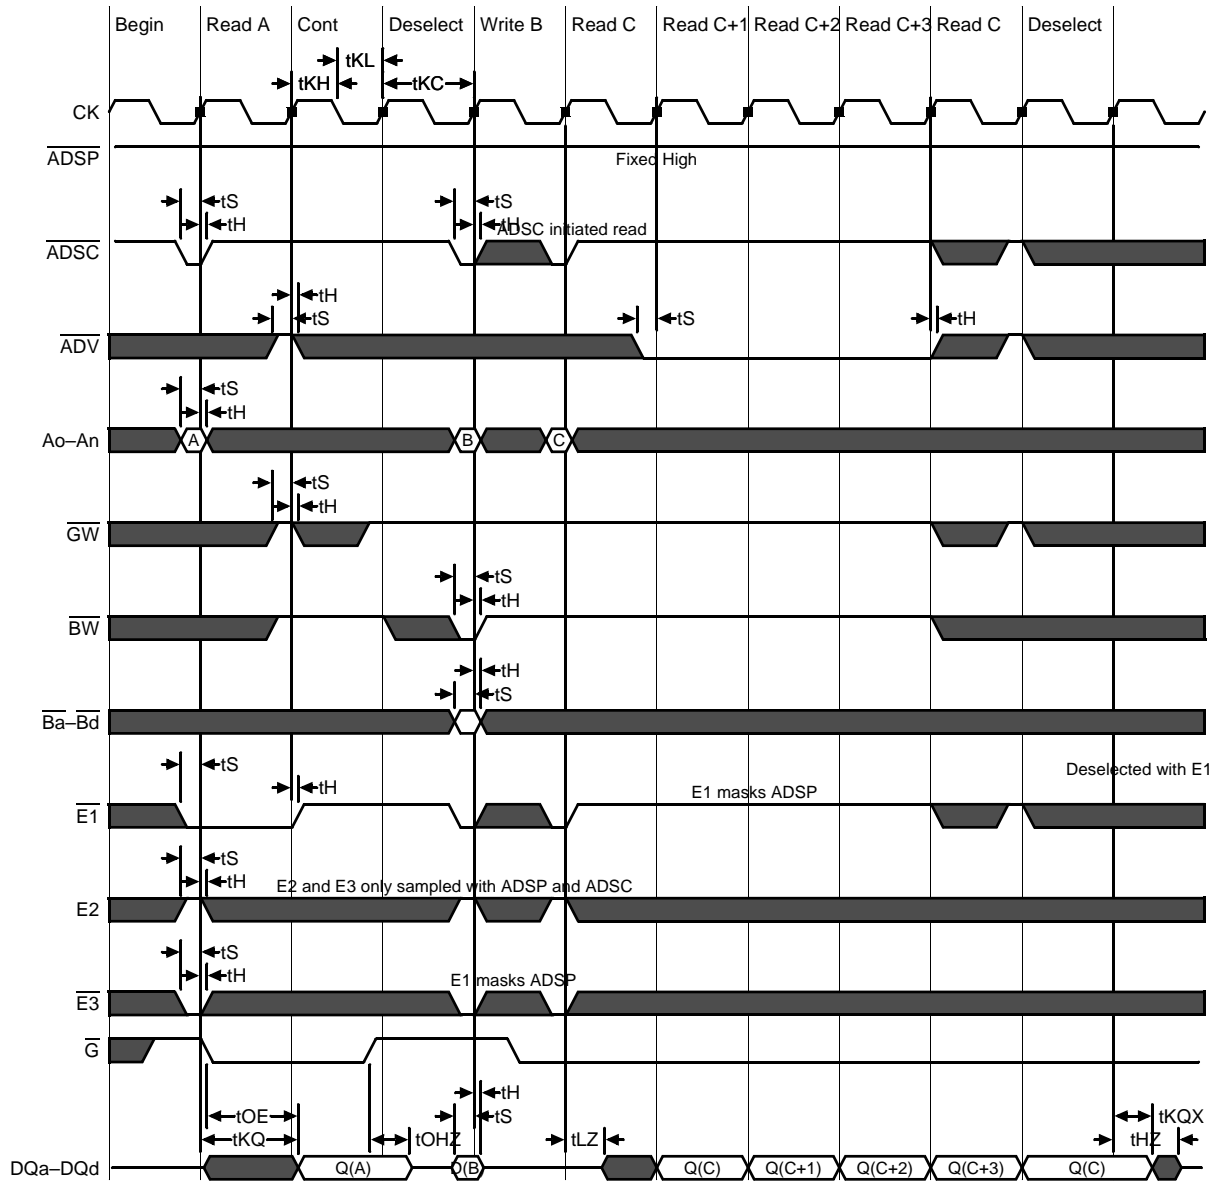 Begin Read A Cont Deselect Write B Read C Read C+1 Read C+2 Read C+3 Read C Deselect
tKL
tKH tKC
CK
ADSP
Fixed High
tS tS
tH tH
ADSC initiated read
ADSC
tH
tS tS tH
ADV
tS
tH
Ao–An A B C
tS
tH
GW
tS
tH
BW
tH
tS
Ba–Bd
tS
Deselected with E1
tH
E1 masks ADSP
E1
tS
tH
E2 and E3 only sampled with ADSP and ADSC
E2
tS
tH
E1 masks ADSP
E3
G
tH
tOE tS tKQX
tKQ tOHZ tLZ tHZ
DQa–DQd Q(A) D(B Q(C) Q(C+1) Q(C+2) Q(C+3) Q(C)